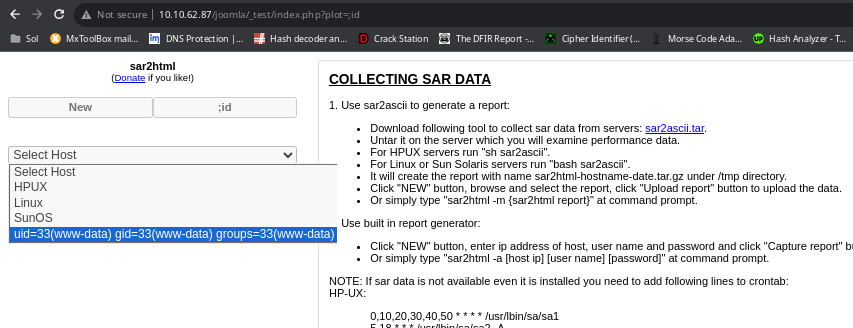 Not secure | 10.10.62.87/joomla/_test/index.php?plot=;id
Sol MxToolBox mail... DNS Protection |... Hash decoder an... Crack Station The DFIR Report -... Cipher Identifier (... Morse Code Ada... Hash Analyzer - T...
sar2html
(Donate if you like!)
New ;id
Select Host
Select Host
HPUX
Linux
SunOS
uid=33(www-data) gid=33(www-data) groups=33(www-data)
COLLECTING SAR DATA
1. Use sar2ascii to generate a report:
• Download following tool to collect sar data from servers: sar2ascii.tar.
• Untar it on the server which you will examine performance data.
• For HPUX servers run "sh sar2ascii".
• For Linux or Sun Solaris servers run "bash sar2ascii".
• It will create the report with name sar2html-hostname-date.tar.gz under /tmp directory.
• Click "NEW" button, browse and select the report, click "Upload report" button to upload the data.
• Or simply type "sar2html -m {sar2html report}" at command prompt.
Use built in report generator:
• Click "NEW" button, enter ip address of host, user name and password and click "Capture report" bu
• Or simply type "sar2html -a [host ip] [user name] [password]" at command prompt.
NOTE: If sar data is not available even it is installed you need to add following lines to crontab:
HP-UX:
0,10,20,30,40,50 * * * * /usr/lbin/sa/sa1
5 18 * * * /usr/lbin/sa/sa2 -A